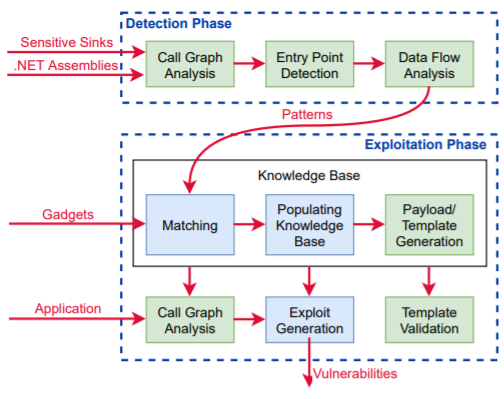 Detection Phase
Sensitive Sinks
.NET Assemblies
Call Graph
Analysis
Entry Point
Detection
Data Flow
Analysis
Patterns
Exploitation Phase
Knowledge Base
Gadgets
Matching
Populating
Knowledge
Base
Payload/
Template
Generation
Application
Call Graph
Analysis
Exploit
Generation
Template
Validation
Vulnerabilities